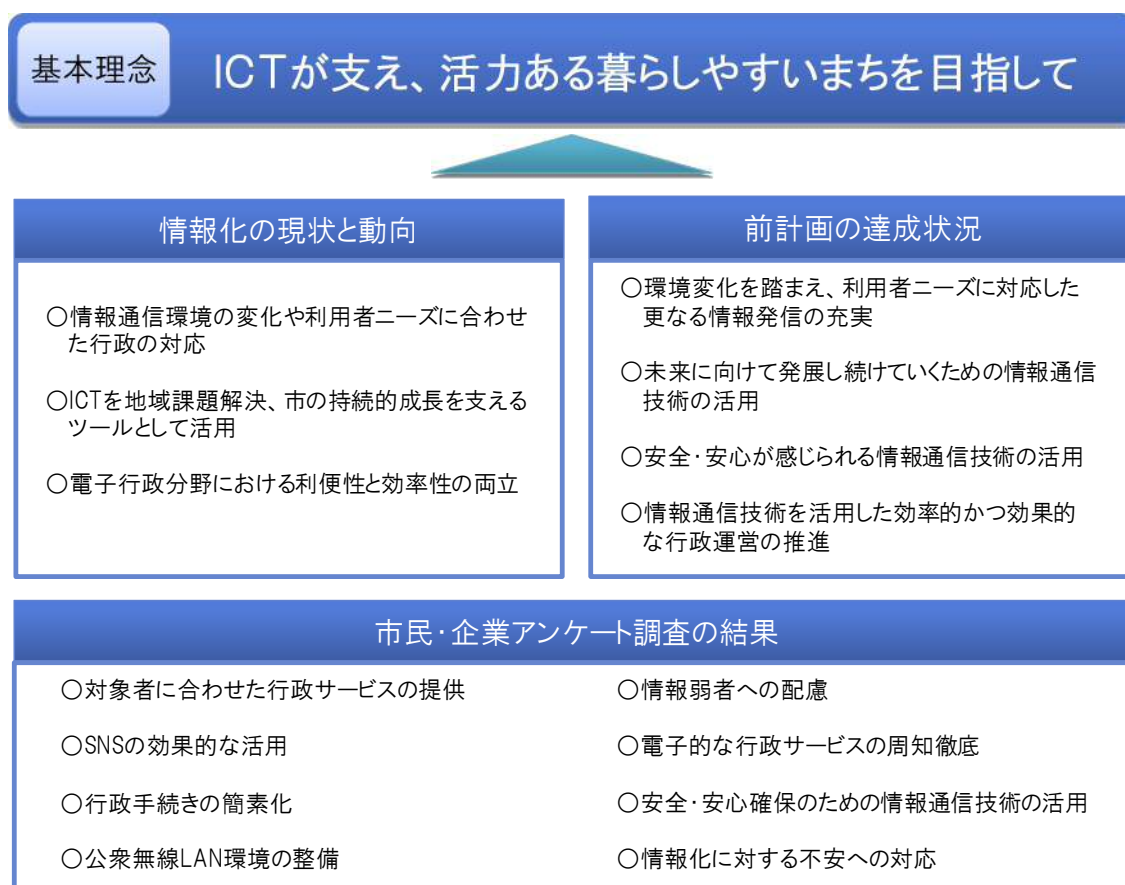 基本理念
ICTが支え、活力ある暮らしやすいまちを目指して
情報化の現状と動向
○情報通信環境の変化や利用者ニーズに合わせ
た行政の対応
○ICTを地域課題解決、市の持続的成長を支える
ツールとして活用
○電子行政分野における利便性と効率性の両立
前計画の達成状況
○環境変化を踏まえ、利用者ニーズに対応した
更なる情報発信の充実
○未来に向けて発展し続けていくための情報通信
技術の活用
○安全・安心が感じられる情報通信技術の活用
○情報通信技術を活用した効率的かつ効果的
な行政運営の推進
市民・企業アンケート調査の結果
○対象者に合わせた行政サービスの提供
○SNSの効果的な活用
○行政手続きの簡素化
○公衆無線LAN環境の整備
○情報弱者への配慮
○電子的な行政サービスの周知徹底
○安全・安心確保のための情報通信技術の活用
○情報化に対する不安への対応